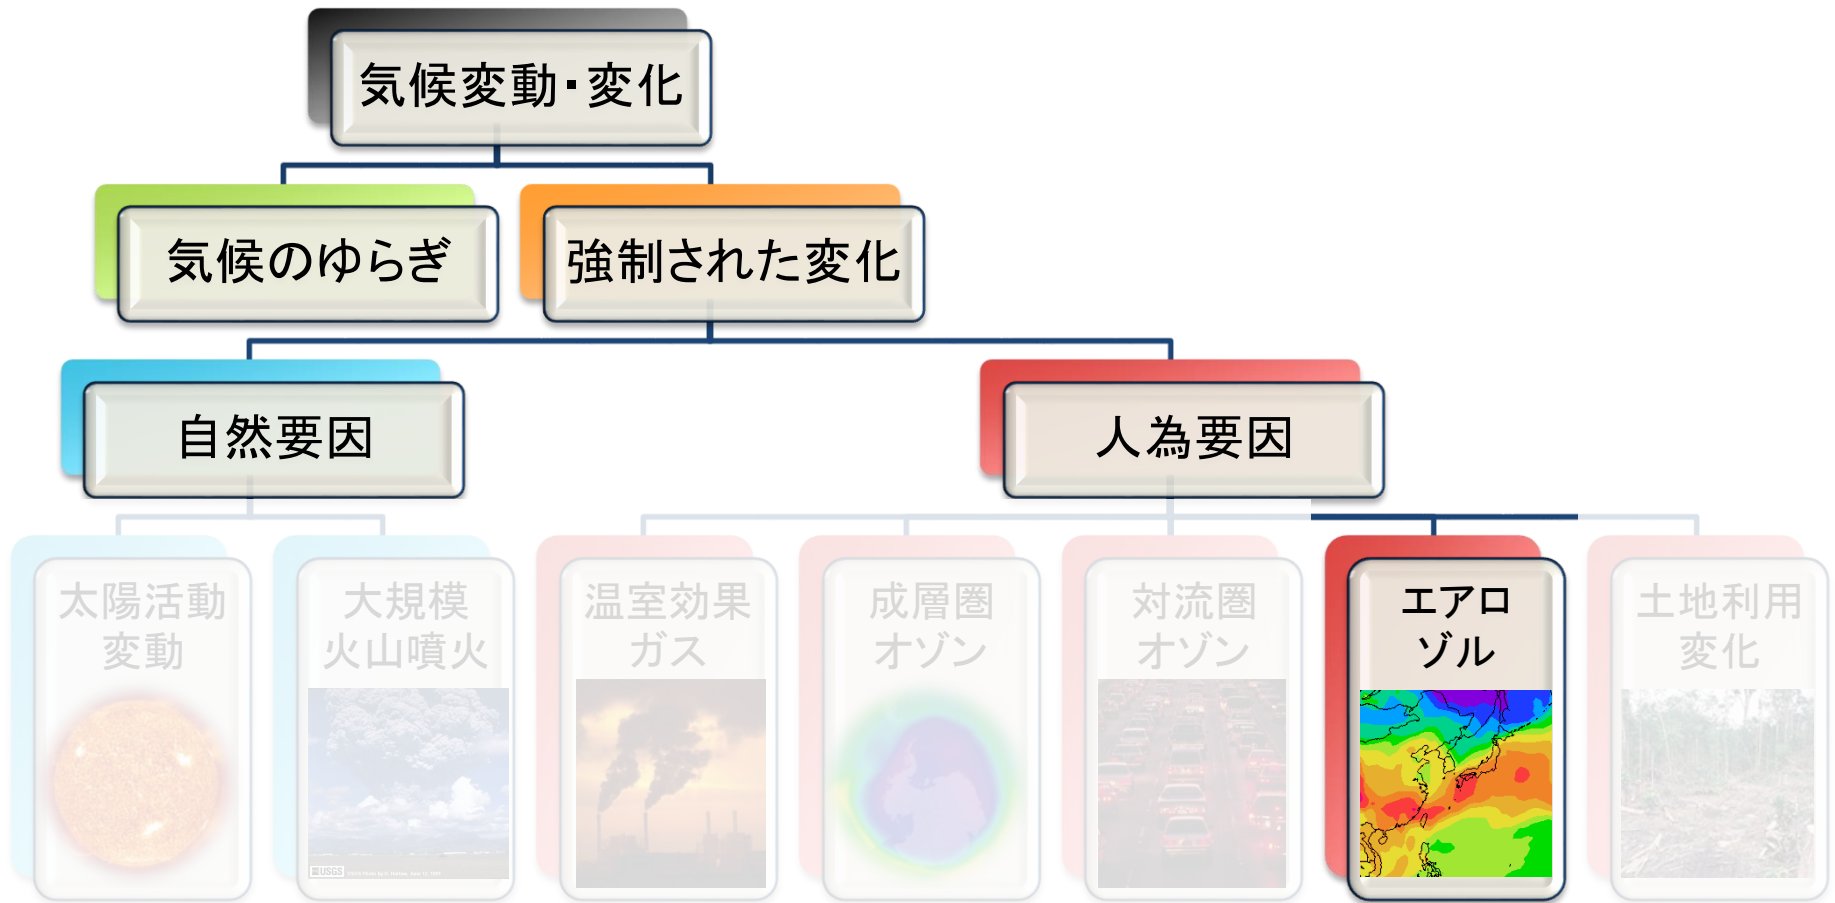 気候変動・変化
気候のゆらぎ
強制された変化
自然要因
人為要因
太陽活動
変動
大規模
火山噴火
温室効果
ガス
成層圏
オゾン
対流圏
オゾン
エアロ
ゾル
土地利用
変化
USGS